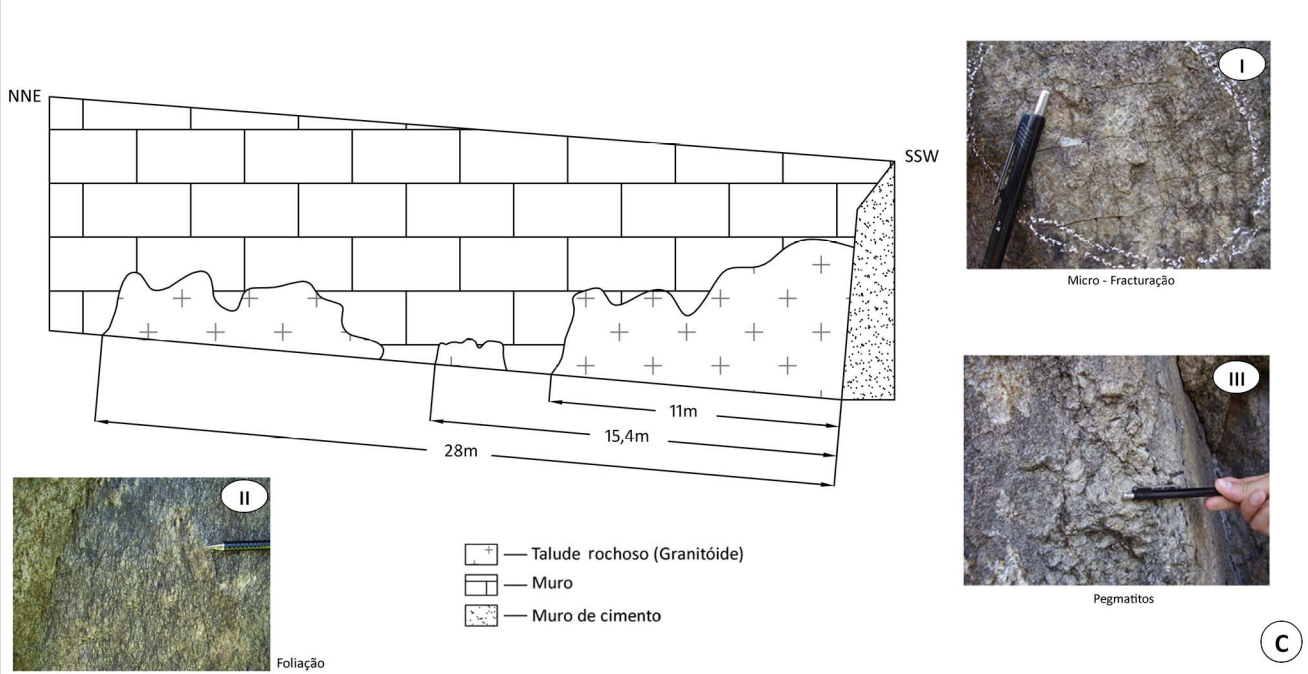 NNE
SSW
I
Micro - Fracturação
11m
15,4m
28m
II
Foliação
Talude rochoso (Granitóide)
Muro
Muro de cimento
III
Pegmatitos
C